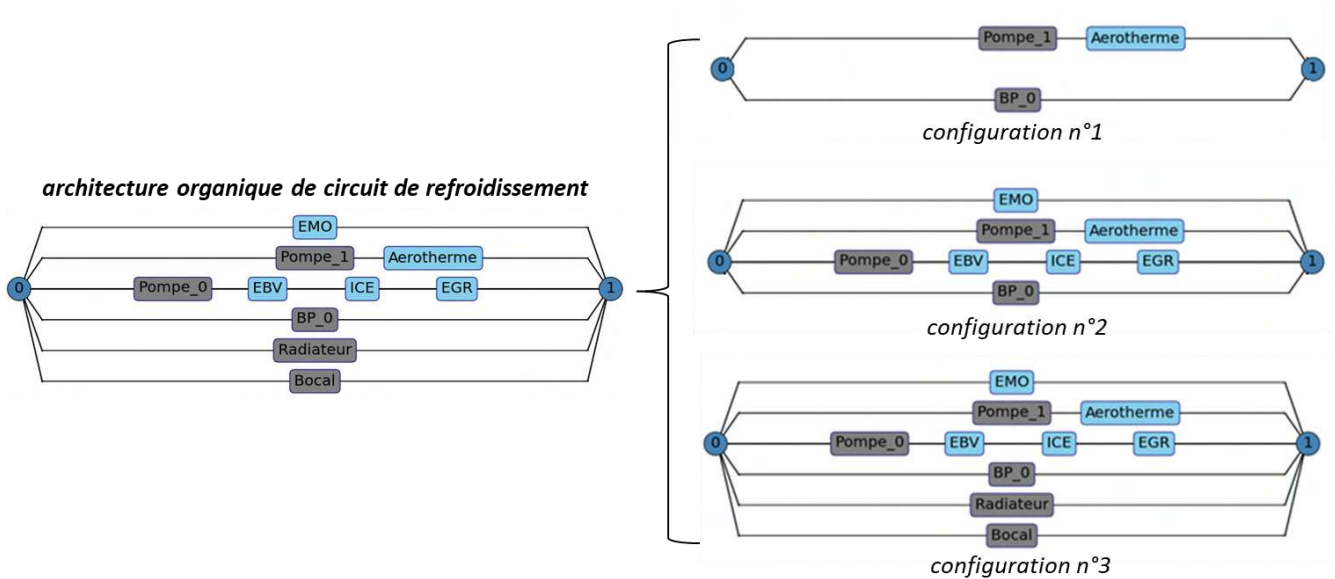 architecture organique de circuit de refroidissement
EMO
Pompe_1 Aerotherme
0 Pompe_0 EBV ICE EGR 1
BP_0
Radiateur
Bocal
Pompe_1 Aerotherme
0 1
BP_0
configuration n°1
EMO
Pompe_1 Aerotherme
0 Pompe_0 EBV ICE EGR 1
BP_0
configuration n°2
EMO
Pompe_1 Aerotherme
0 Pompe_0 EBV ICE EGR 1
BP_0
Radiateur
Bocal
configuration n°3